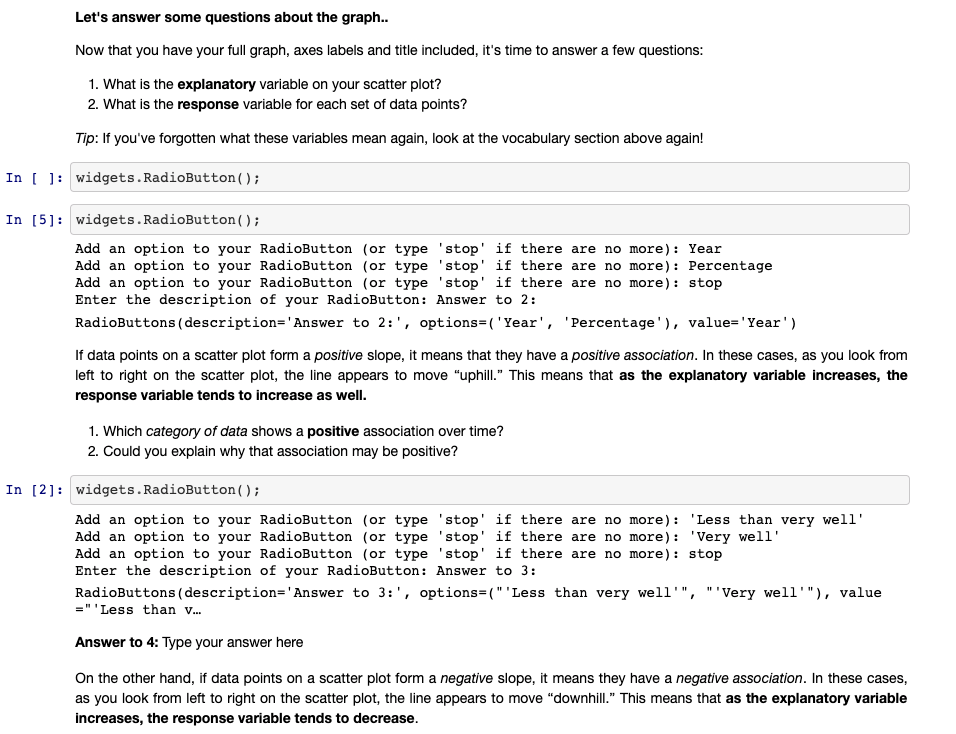 Let's answer some questions about the graph..
Now that you have your full graph, axes labels and title included, it's time to answer a few questions:
1. What is the explanatory variable on your scatter plot?
2. What is the response variable for each set of data points?
Tip: If you've forgotten what these variables mean again, look at the vocabulary section above again!
In [ ]: widgets.RadioButton();
In [5]: widgets.RadioButton();
Add an option to your RadioButton (or type 'stop' if there are no more): Year
Add an option to your RadioButton (or type 'stop' if there are no more): Percentage
Add an option to your RadioButton (or type 'stop' if there are no more): stop
Enter the description of your RadioButton: Answer to 2:
RadioButtons(description='Answer to 2:', options=('Year', 'Percentage'), value='Year')
If data points on a scatter plot form a positive slope, it means that they have a positive association. In these cases, as you look from
left to right on the scatter plot, the line appears to move “uphill.” This means that as the explanatory variable increases, the
response variable tends to increase as well.
1. Which category of data shows a positive association over time?
2. Could you explain why that association may be positive?
In [2]: widgets.RadioButton();
Add an option to your RadioButton (or type 'stop' if there are no more): 'Less than very well'
Add an option to your RadioButton (or type 'stop' if there are no more): 'Very well'
Add an option to your RadioButton (or type 'stop' if there are no more): stop
Enter the description of your RadioButton: Answer to 3:
RadioButtons(description='Answer to 3:', options=("'Less than very well'", "'Very well'"), value
="'Less than v…
Answer to 4: Type your answer here
On the other hand, if data points on a scatter plot form a negative slope, it means they have a negative association. In these cases,
as you look from left to right on the scatter plot, the line appears to move “downhill.” This means that as the explanatory variable
increases, the response variable tends to decrease.